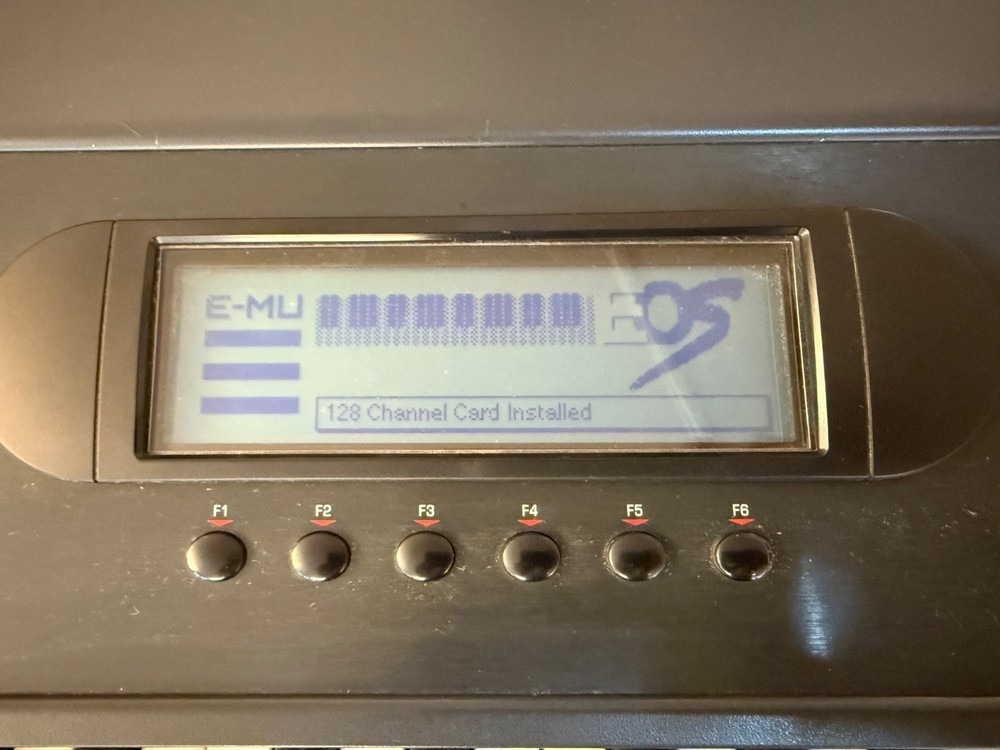 E-MU
EOS
128 Channel Card Installed
F1 F2 F3 F4 F5 F6